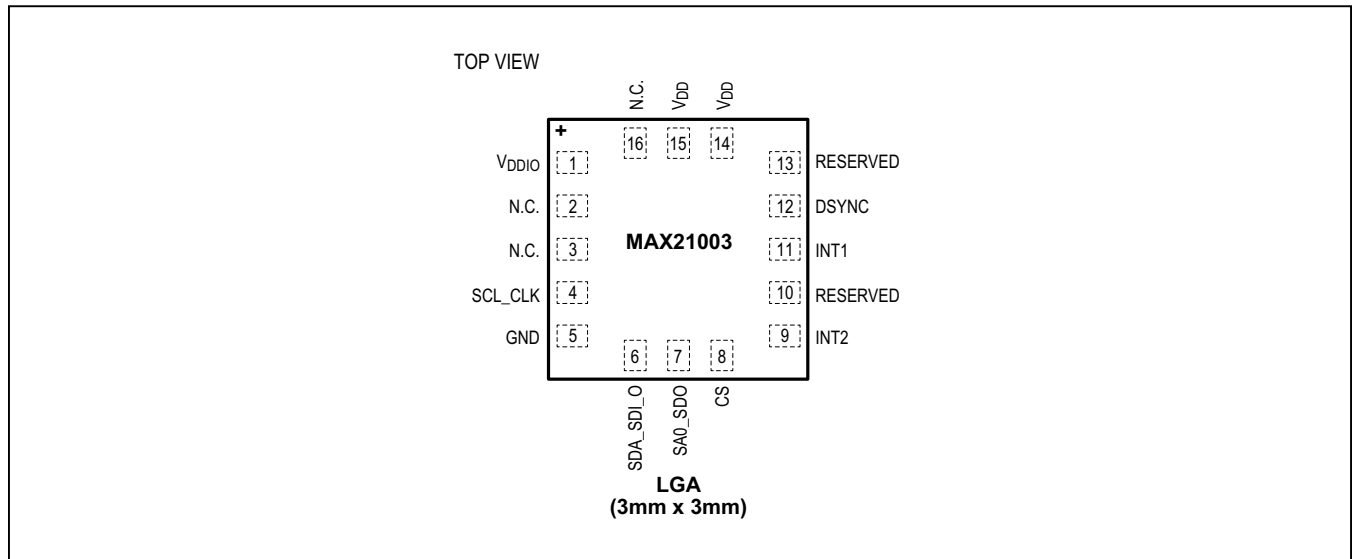 TOP VIEW
N.C.
VDD
VDD
+
16
15
14
VDDIO
1
13
RESERVED
N.C.
2
12
DSYNC
N.C.
3
MAX21003
11
INT1
SCL_CLK
4
10
RESERVED
GND
5
9
INT2
6
7
8
SDA_SDI_O
SA0_SDO
CS
LGA
(3mm x 3mm)